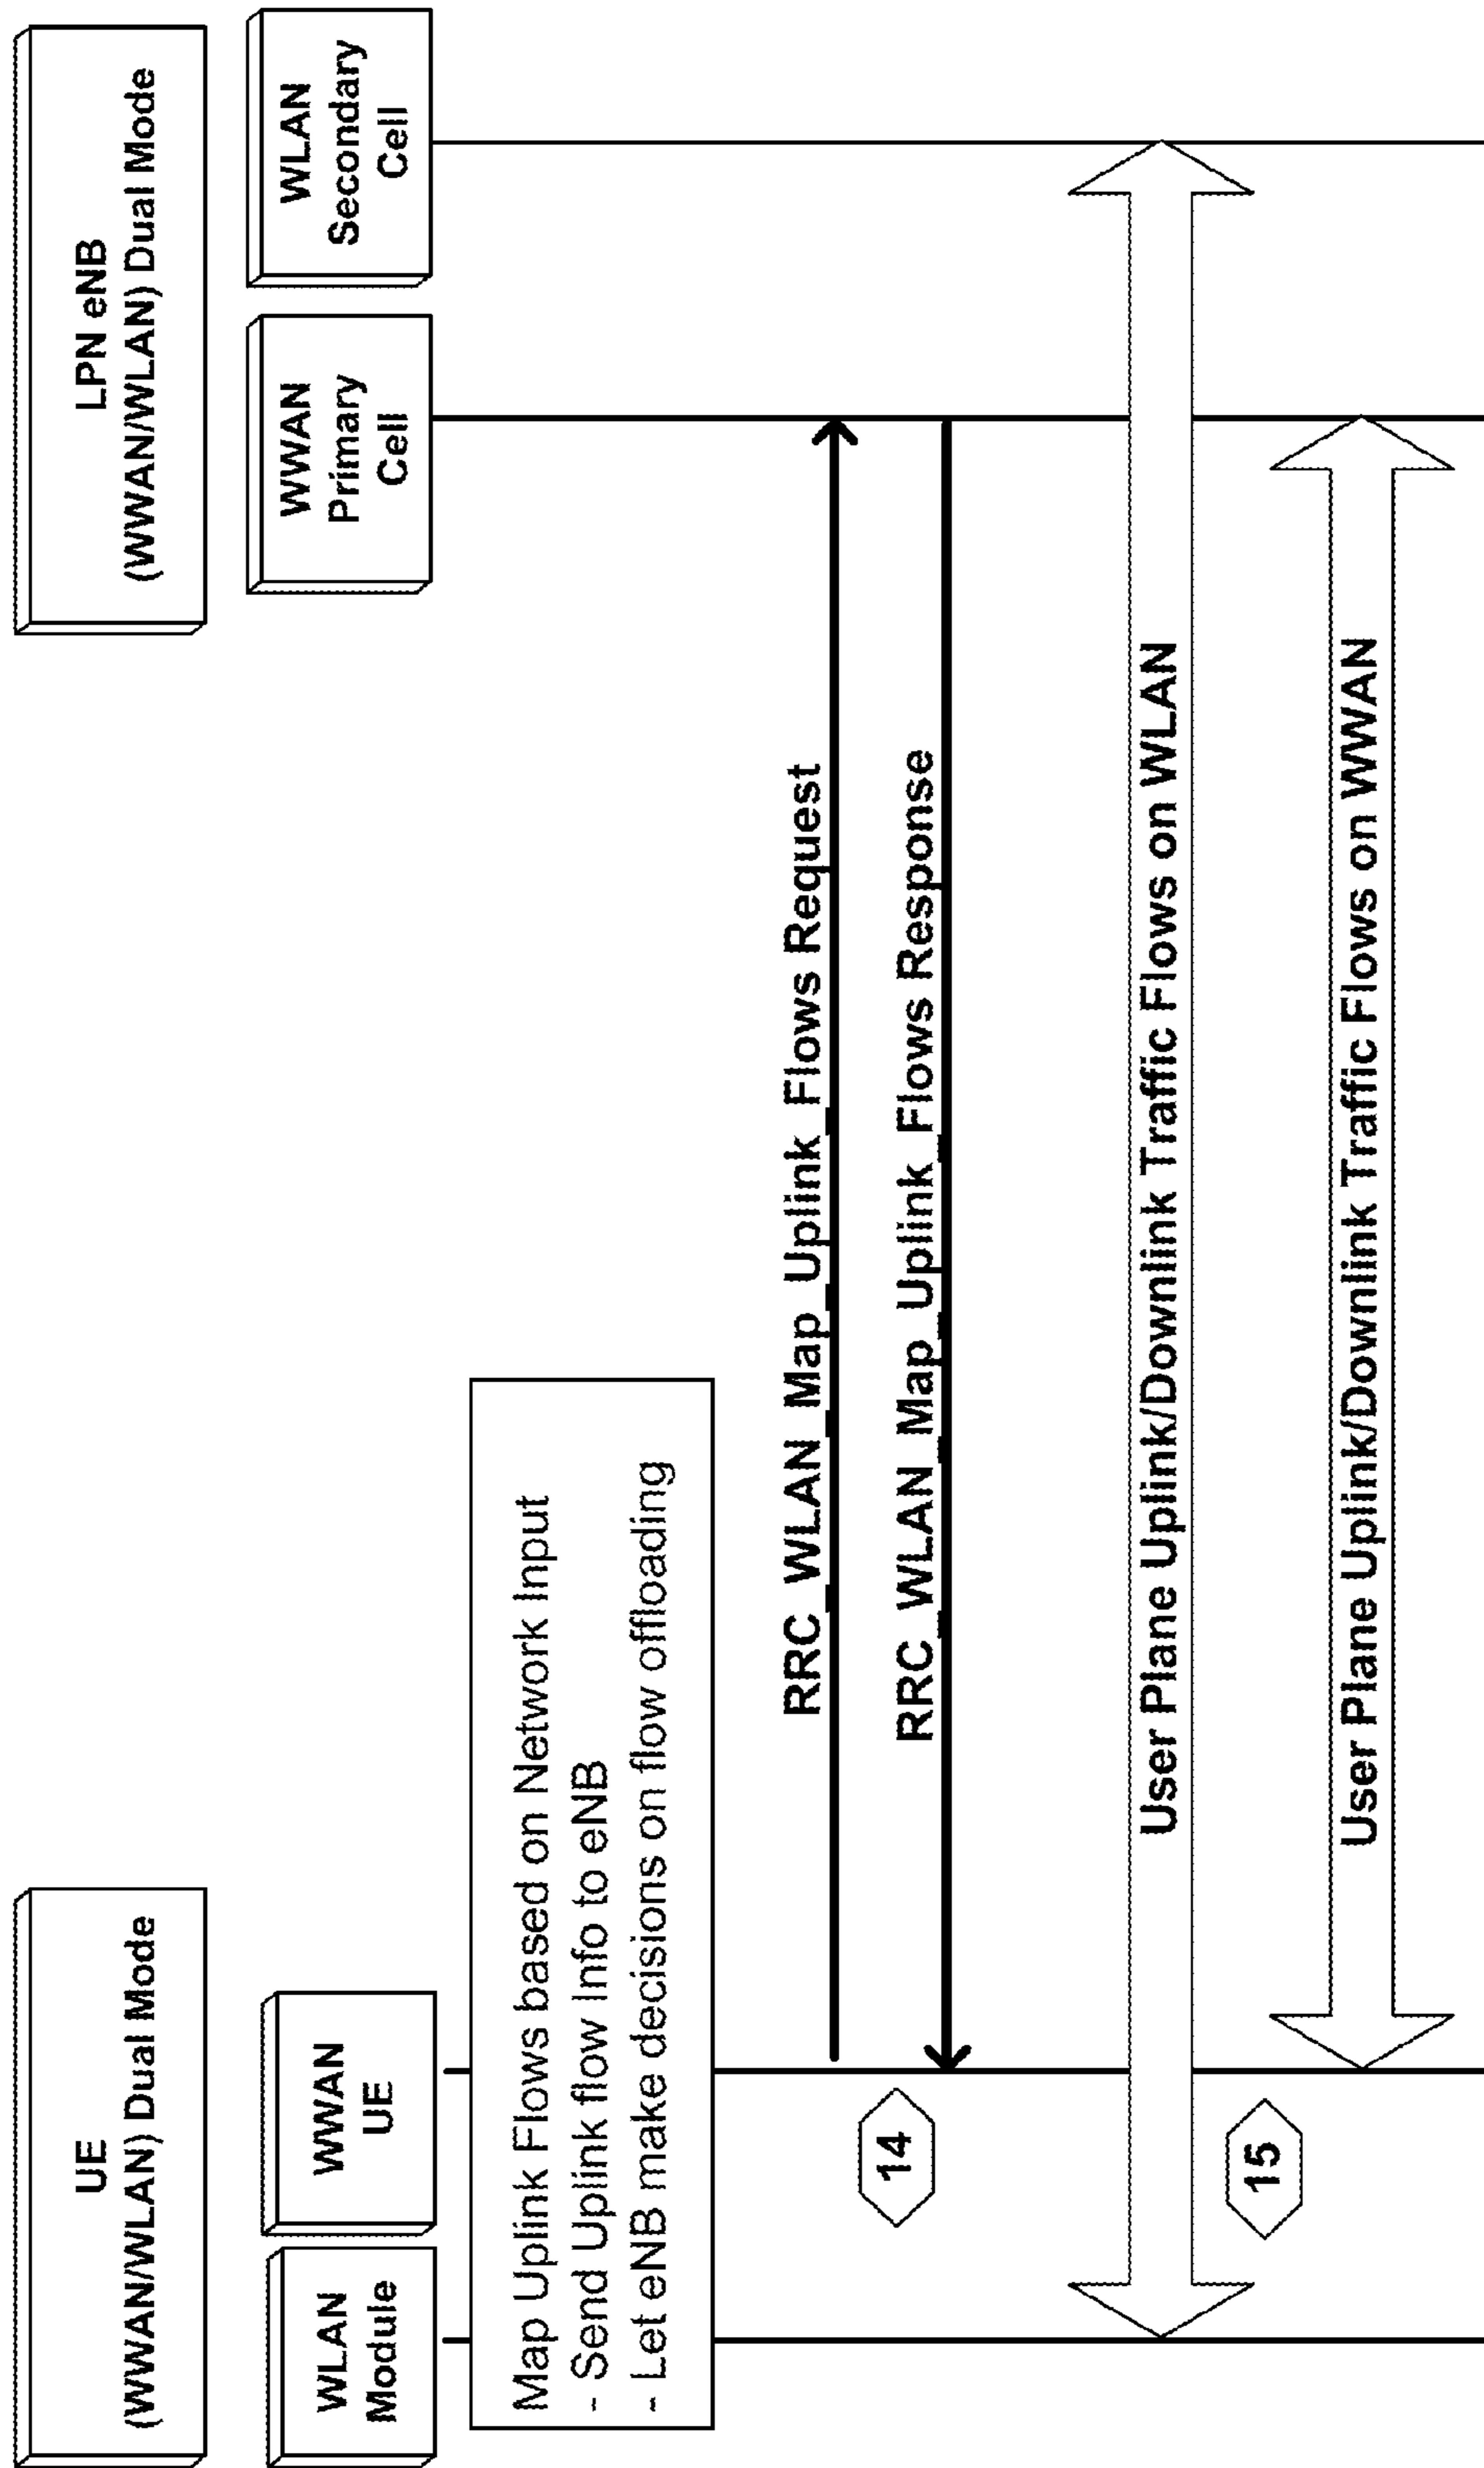 UE
(WWAN/WLAN) Dual Mode
LPN eNB
(WWAN/WLAN) Dual Mode
WLAN
Module
WWAN
UE
WWAN
Primary
Cell
WLAN
Secondary
Cell
Map Uplink Flows based on Network Input
- Send Uplink flow Info to eNB
- Let eNB make decisions on flow offloading
RRC_WLAN_Map_Uplink_Flows Request
14
RRC_WLAN_Map_Uplink_Flows Response
User Plane Uplink/Downlink Traffic Flows on WLAN
15
User Plane Uplink/Downlink Traffic Flows on WWAN